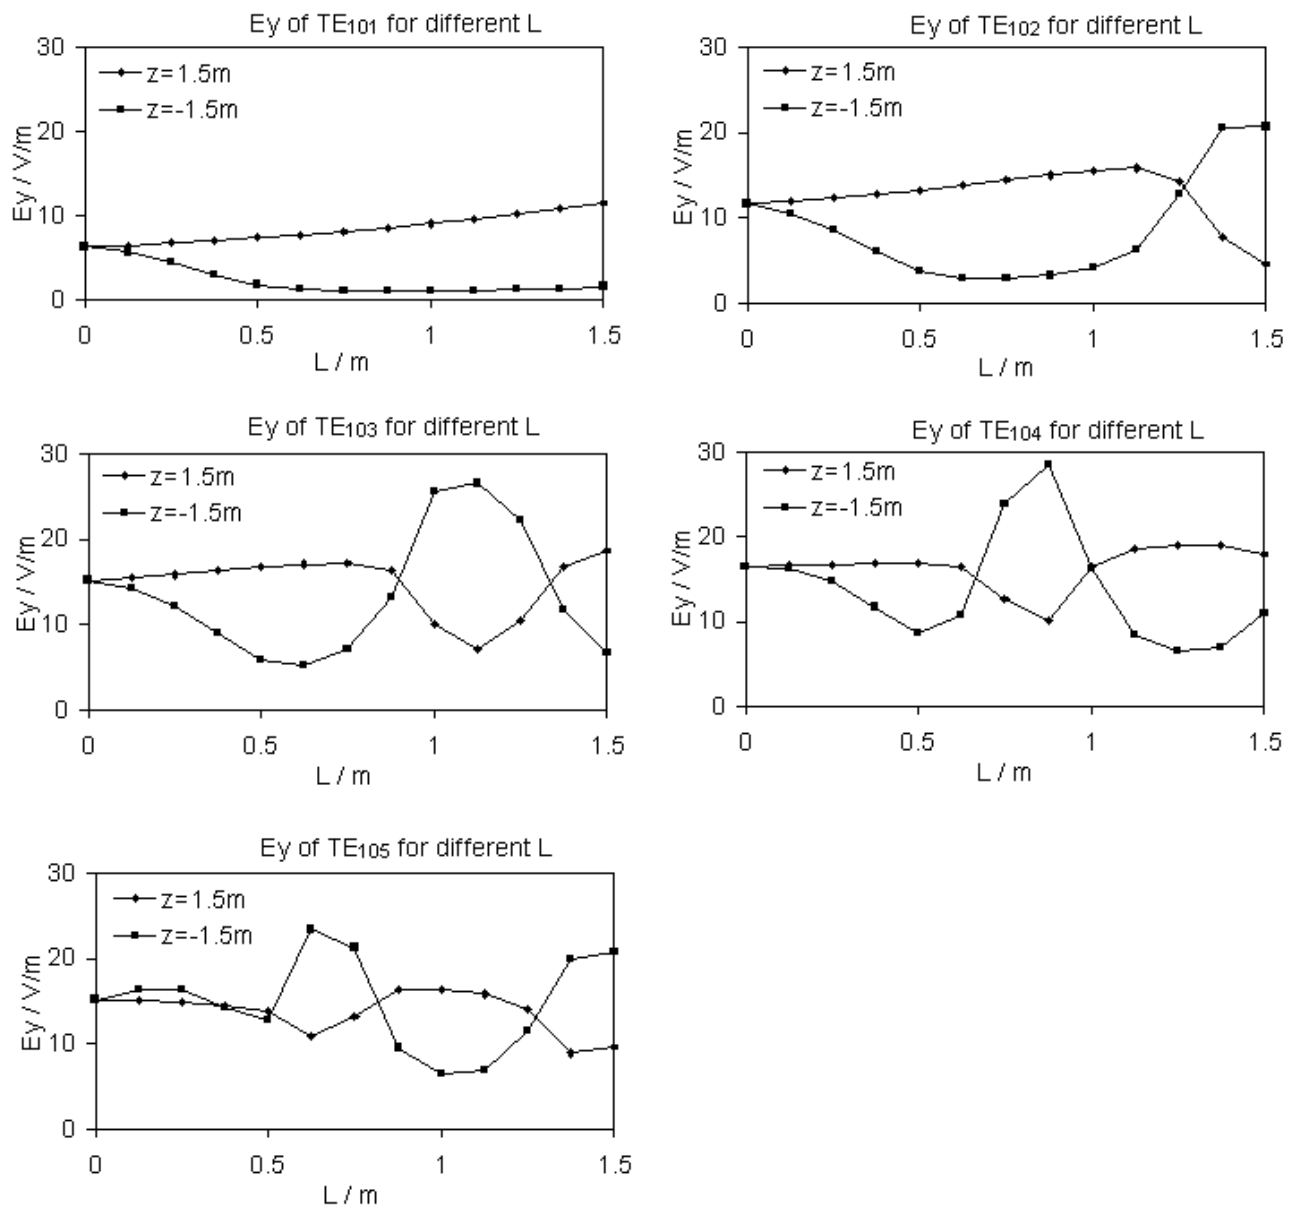 Ey of TE101 for different L
30
20
10
0
Ey / V/m
z=1.5m
z=-1.5m
0 0.5 1 1.5
L / m
Ey of TE102 for different L
30
20
10
0
Ey / V/m
z=1.5m
z=-1.5m
0 0.5 1 1.5
L / m
Ey of TE103 for different L
30
20
10
0
Ey / V/m
z=1.5m
z=-1.5m
0 0.5 1 1.5
L / m
Ey of TE104 for different L
30
20
10
0
Ey / V/m
z=1.5m
z=-1.5m
0 0.5 1 1.5
L / m
Ey of TE105 for different L
30
20
10
0
Ey / V/m
z=1.5m
z=-1.5m
0 0.5 1 1.5
L / m